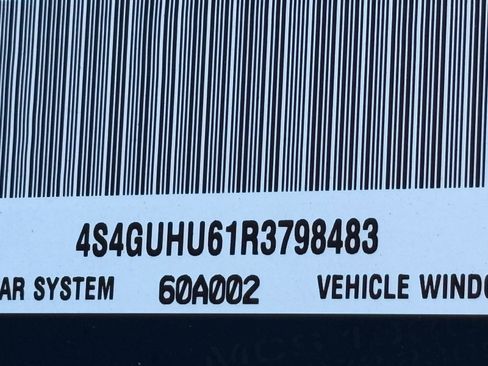 4S4GUHU61R3798483
AR SYSTEM 60A002 VEHICLE WINDO